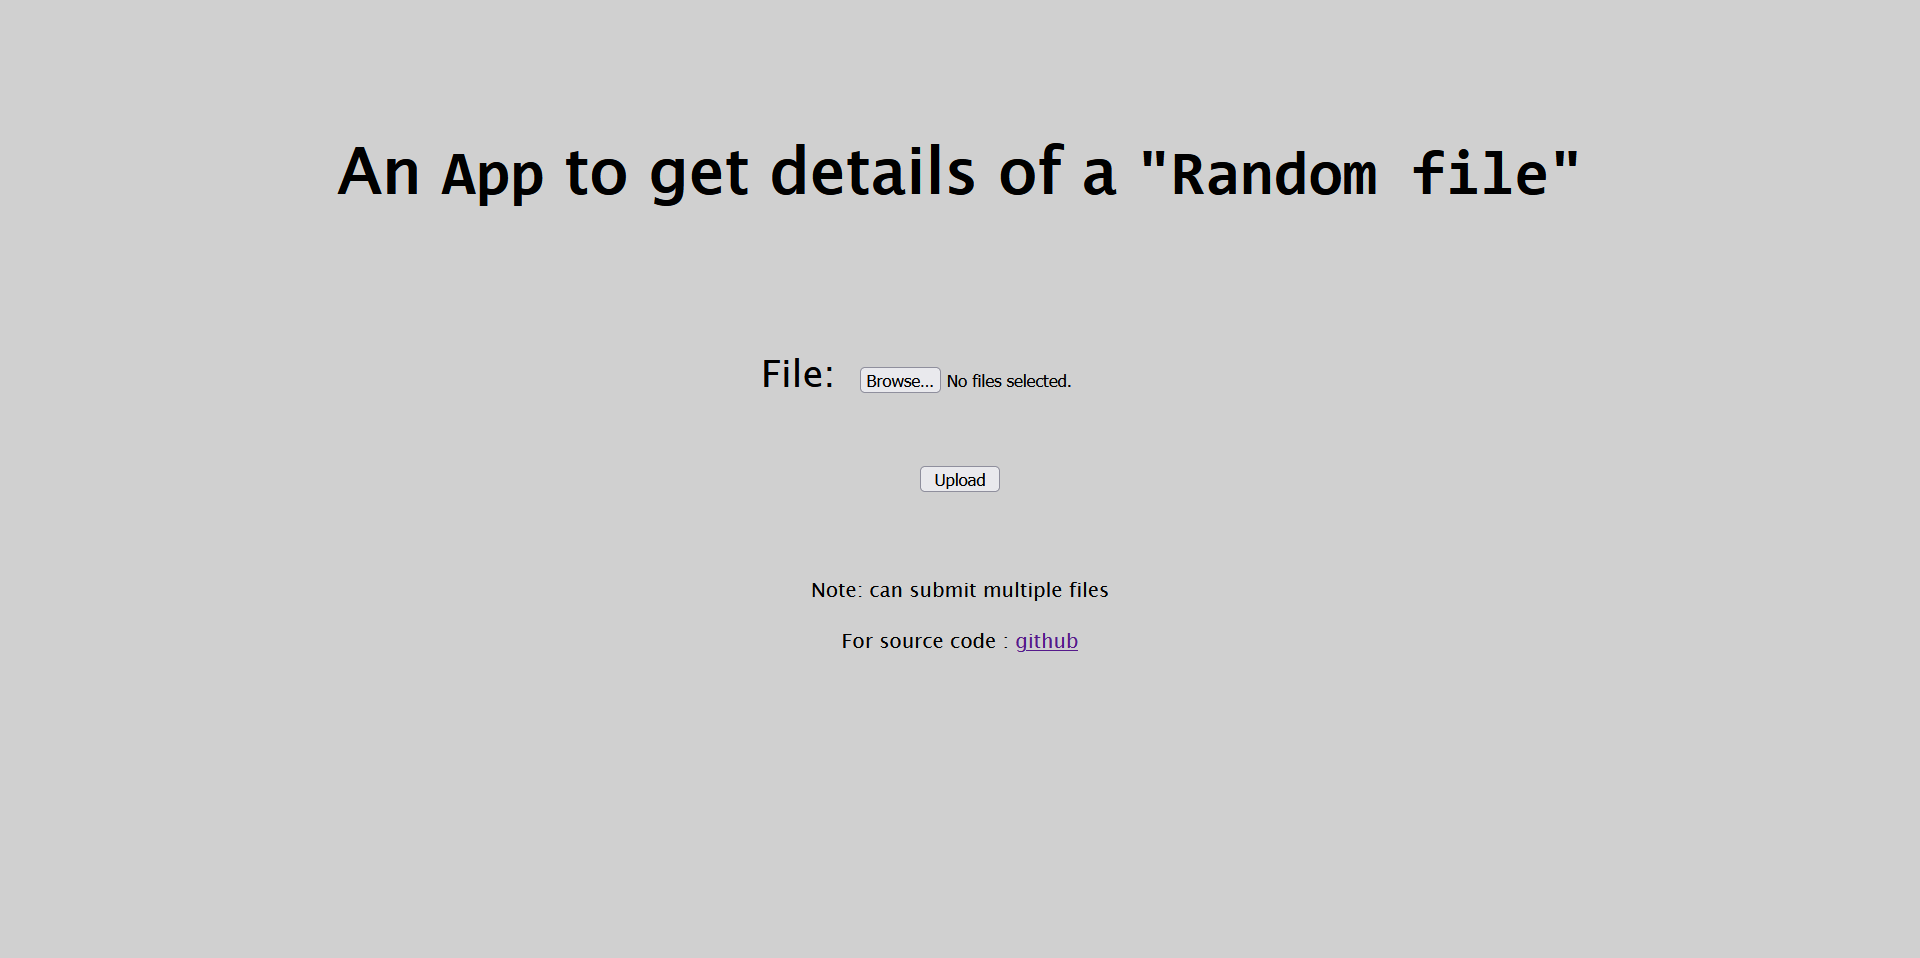 An App to get details of a "Random file"
File: Browse... No files selected.
Upload
Note: can submit multiple files
For source code : github